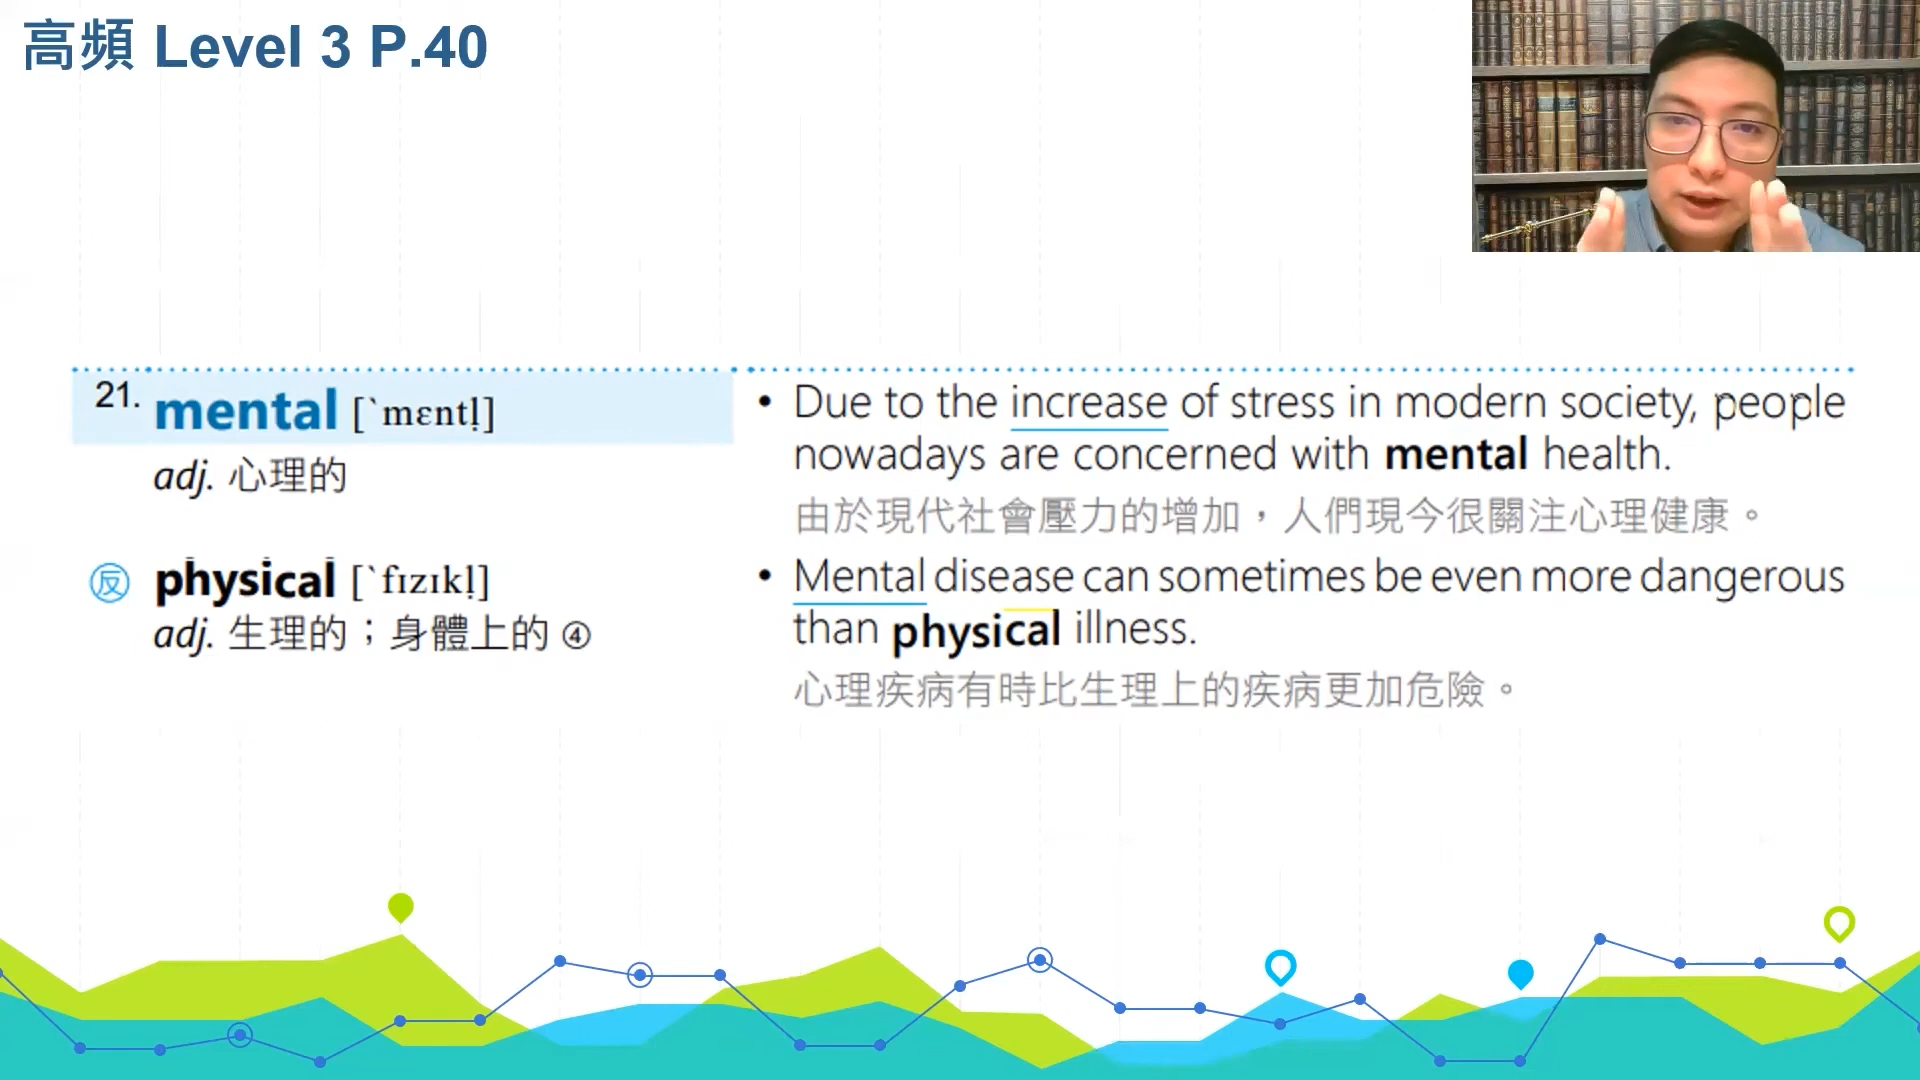 高頻 Level 3 P.40
21. mental [ˋmɛntl̩]
adj. 心理的
反 physical [ˋfɪzɪkl̩]
adj. 生理的；身體上的 ④
• Due to the increase of stress in modern society, people
nowadays are concerned with mental health.
由於現代社會壓力的增加，人們現今很關注心理健康。
• Mental disease can sometimes be even more dangerous
than physical illness.
心理疾病有時比生理上的疾病更加危險。